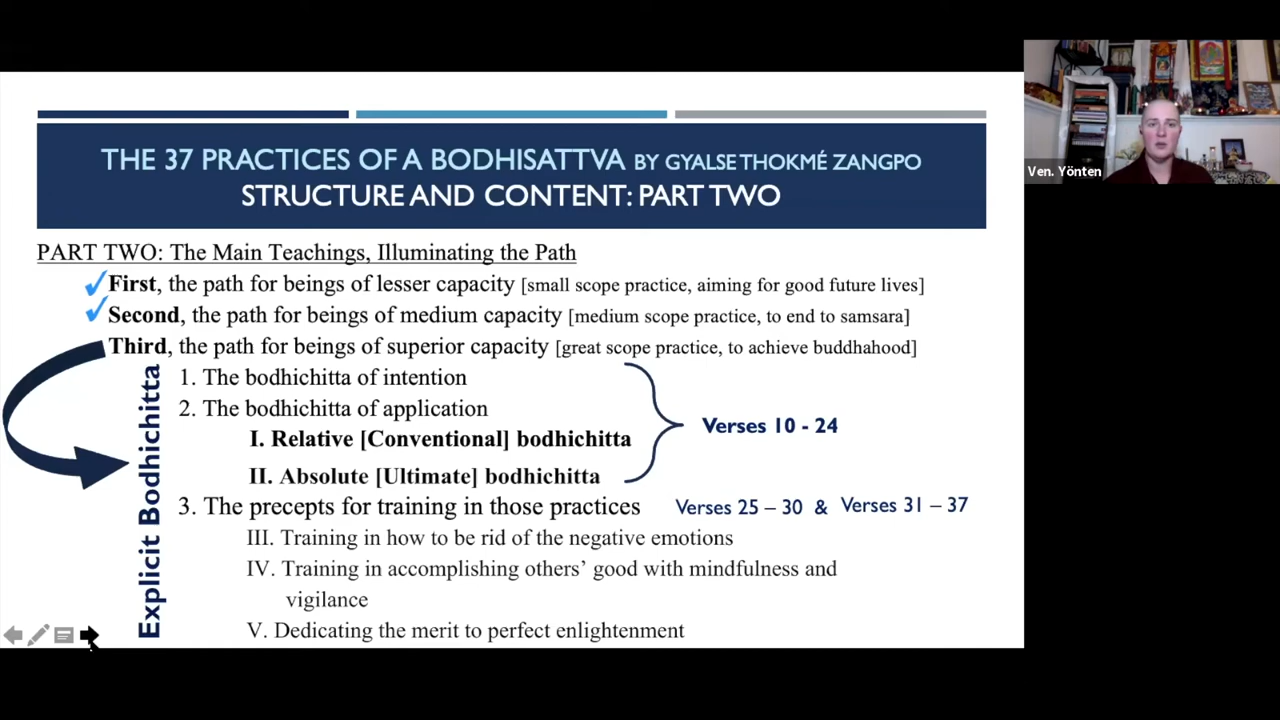 THE 37 PRACTICES OF A BODHISATTVA BY GYALSE THOKMÉ ZANGPO
STRUCTURE AND CONTENT: PART TWO
PART TWO: The Main Teachings, Illuminating the Path
First, the path for beings of lesser capacity [small scope practice, aiming for good future lives]
Second, the path for beings of medium capacity [medium scope practice, to end to samsara]
Third, the path for beings of superior capacity [great scope practice, to achieve buddhahood]
Explicit Bodhichitta
1. The bodhichitta of intention
2. The bodhichitta of application
I. Relative [Conventional] bodhichitta
II. Absolute [Ultimate] bodhichitta
Verses 10 - 24
3. The precepts for training in those practices Verses 25 – 30 & Verses 31 – 37
III. Training in how to be rid of the negative emotions
IV. Training in accomplishing others’ good with mindfulness and
vigilance
V. Dedicating the merit to perfect enlightenment
Ven. Yönten